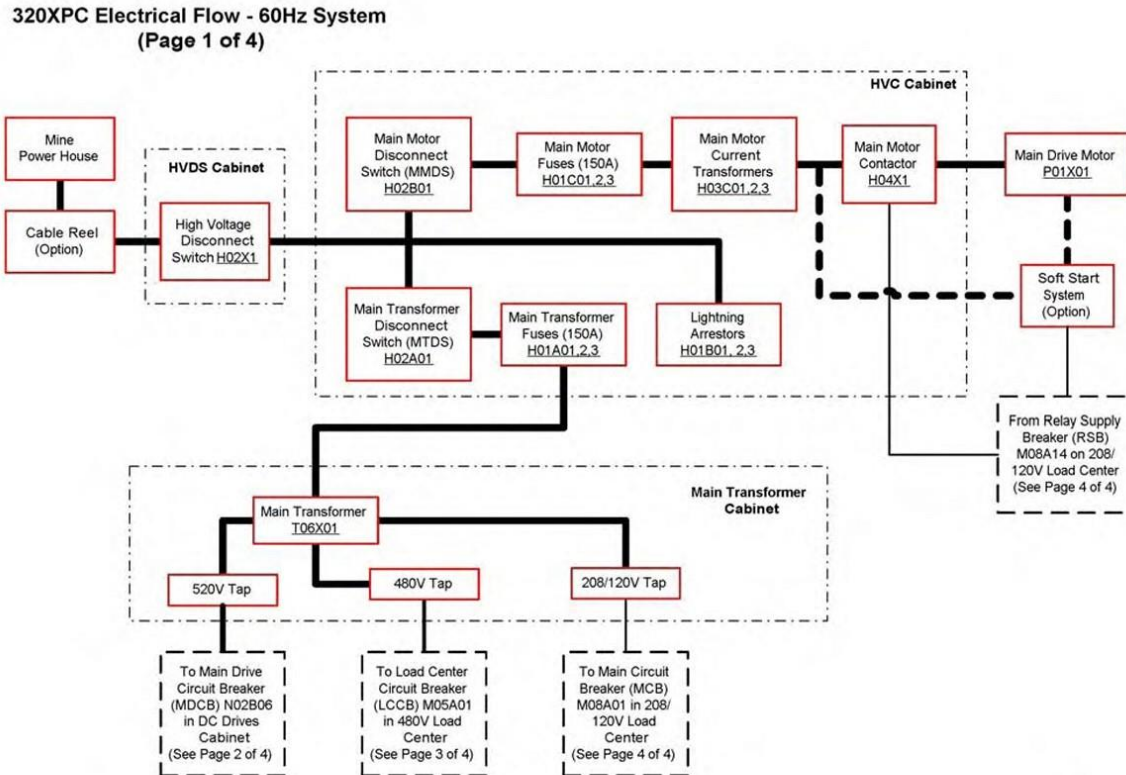 320XPC Electrical Flow - 60Hz System
(Page 1 of 4)
HVC Cabinet
Mine
Power House
Cable Reel
(Option)
HVDS Cabinet
High Voltage
Disconnect
Switch H02X1
Main Motor
Disconnect
Switch (MMDS)
H02B01
Main Motor
Fuses (150A)
H01C01,2,3
Main Motor
Current
Transformers
H03C01,2,3
Main Motor
Contactor
H04X1
Main Drive Motor
P01X01
Soft Start
System
(Option)
Main Transformer
Disconnect
Switch (MTDS)
H02A01
Main Transformer
Fuses (150A)
H01A01,2,3
Lightning
Arrestors
H01B01, 2,3
From Relay Supply
Breaker (RSB)
M08A14 on 208/
120V Load Center
(See Page 4 of 4)
Main Transformer
Cabinet
Main Transformer
T06X01
520V Tap
480V Tap
208/120V Tap
To Main Drive
Circuit Breaker
(MDCB) N02B06
in DC Drives
Cabinet
(See Page 2 of 4)
To Load Center
Circuit Breaker
(LCCB) M05A01
in 480V Load
Center
(See Page 3 of 4)
To Main Circuit
Breaker (MCB)
M08A01 in 208/
120V Load
Center
(See Page 4 of 4)